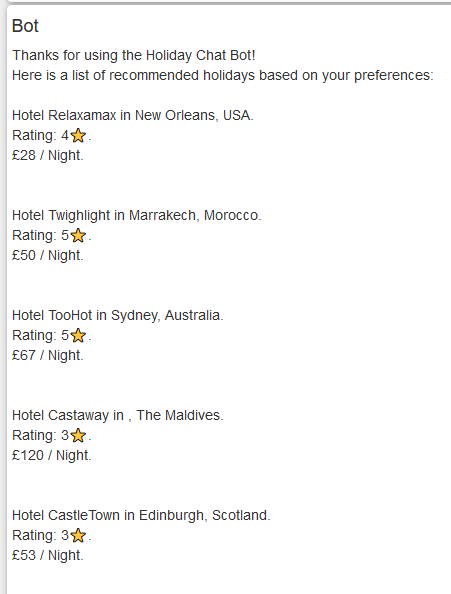 Bot
Thanks for using the Holiday Chat Bot!
Here is a list of recommended holidays based on your preferences:
Hotel Relaxamax in New Orleans, USA.
Rating: 4⭐.
£28 / Night.
Hotel Twighlight in Marrakech, Morocco.
Rating: 5⭐.
£50 / Night.
Hotel TooHot in Sydney, Australia.
Rating: 5⭐.
£67 / Night.
Hotel Castaway in , The Maldives.
Rating: 3⭐.
£120 / Night.
Hotel CastleTown in Edinburgh, Scotland.
Rating: 3⭐.
£53 / Night.